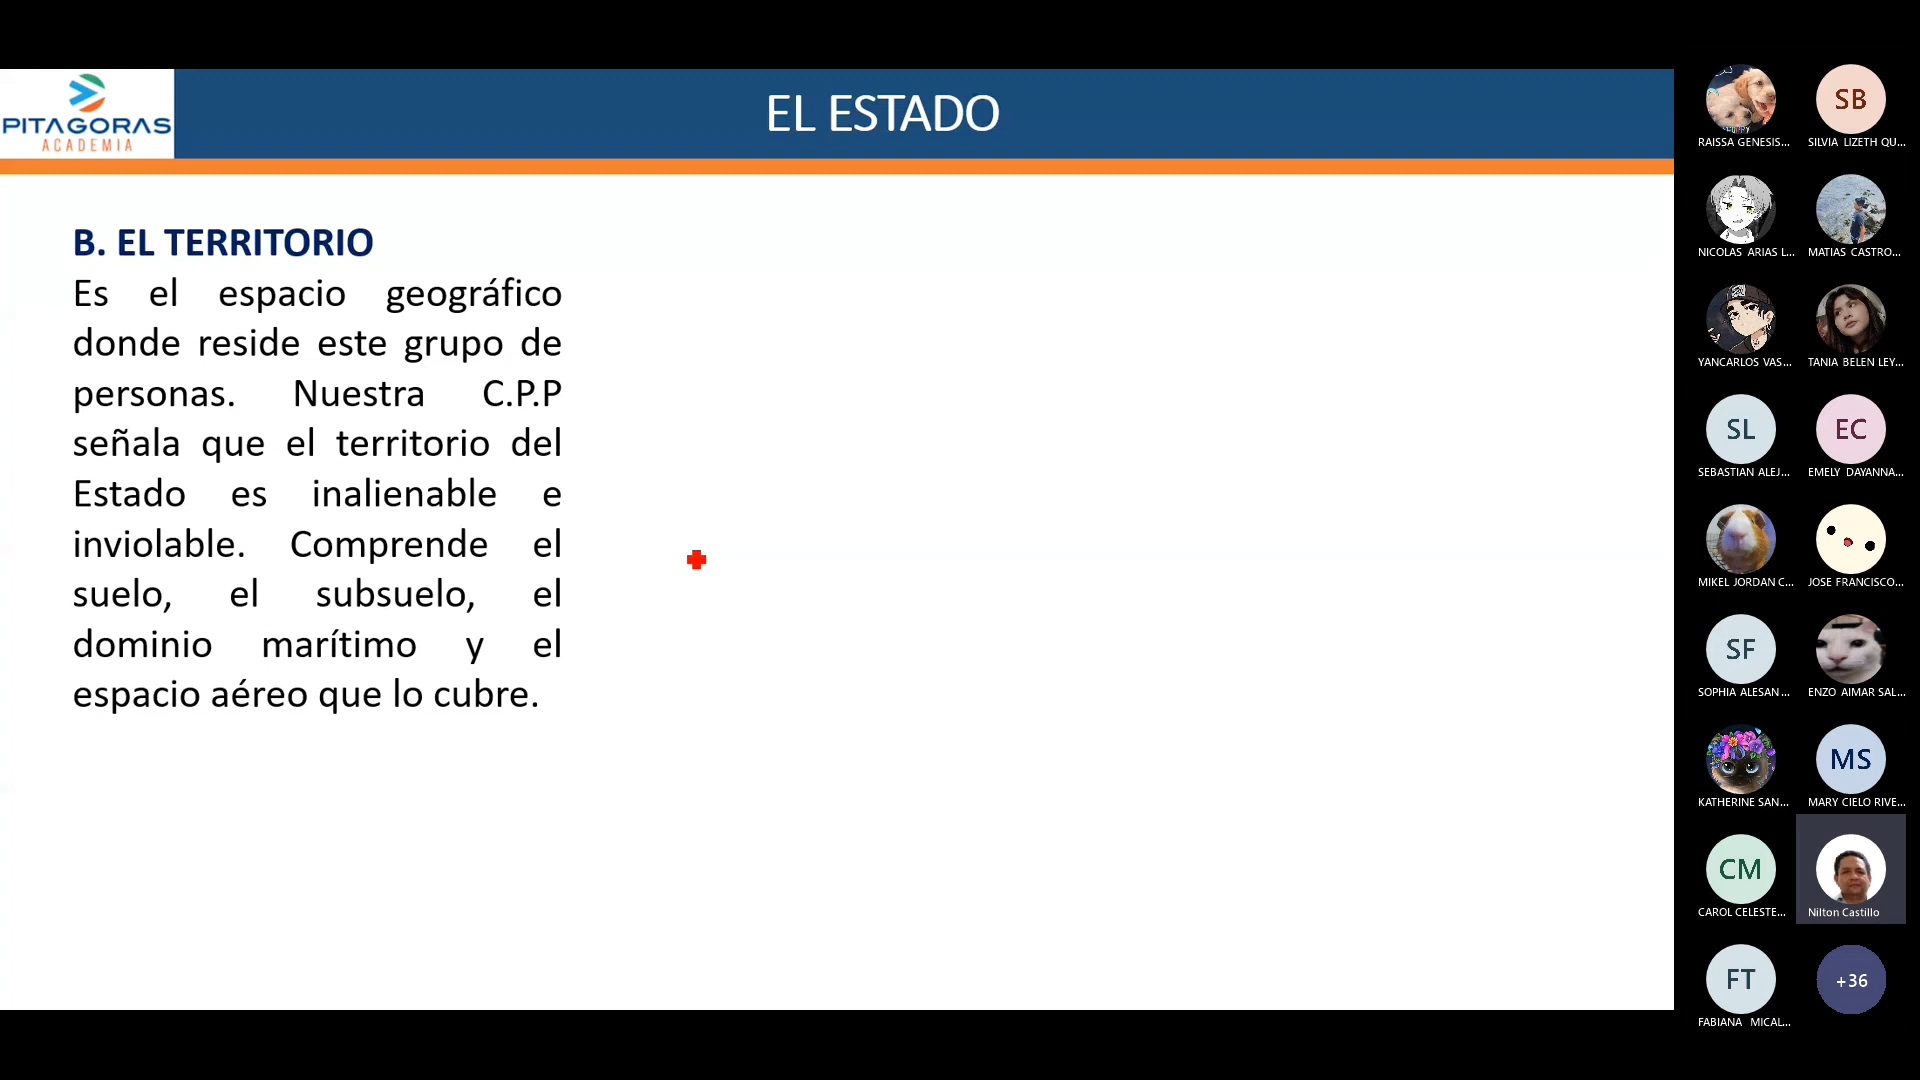 PITAGORAS
ACADEMIA
EL ESTADO
B. EL TERRITORIO
Es el espacio geográfico
donde reside este grupo de
personas. Nuestra C.P.P
señala que el territorio del
Estado es inalienable e
inviolable. Comprende el
suelo, el subsuelo, el
dominio marítimo y el
espacio aéreo que lo cubre.
RAISSA GENESIS...
SB
SILVIA LIZETH QU...
NICOLAS ARIAS L...
MATIAS CASTRO...
YANCARLOS VAS...
TANIA BELEN LEY...
SL
SEBASTIAN ALEJ...
EC
EMELY DAYANNA...
MIKEL JORDAN C...
JOSE FRANCISCO...
SF
SOPHIA ALESAN...
ENZO AIMAR SAL...
KATHERINE SAN...
MS
MARY CIELO RIVE...
CM
CAROL CELESTE...
Nilton Castillo
FT
FABIANA MICAL...
+36